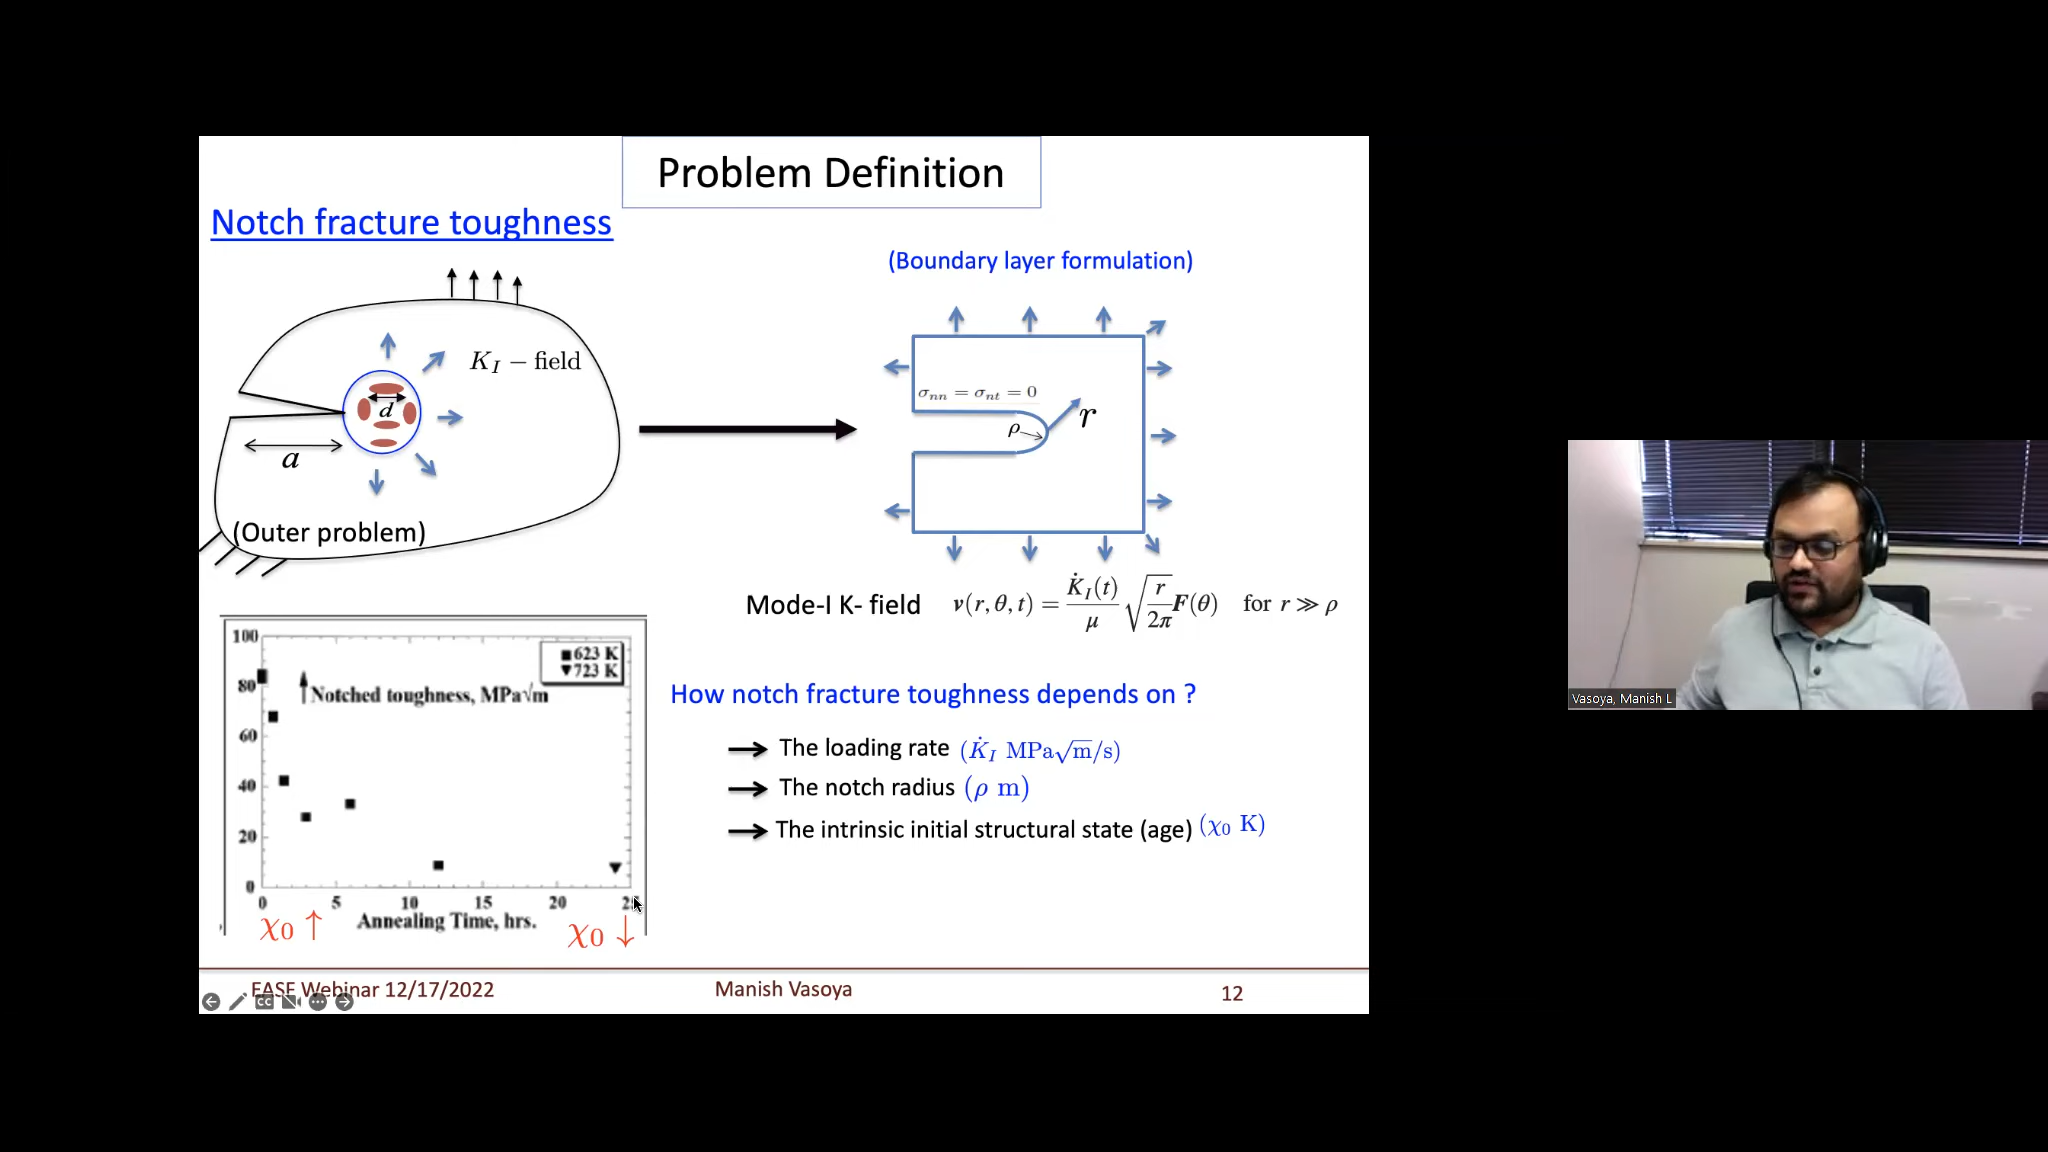 Problem Definition
Notch fracture toughness
(Boundary layer formulation)
K_I − field
d
a
(Outer problem)
σ_nn = σ_nt = 0
ρ
r
Mode-I K- field v(r, θ, t) = K̇_I(t)/μ √(r/2π) F(θ) for r ≫ ρ
100
80
60
40
20
0
■ 623 K
▼ 723 K
Notched toughness, MPa√m
0 5 10 15 20
Annealing Time, hrs.
χ₀ ↑
χ₀ ↓
How notch fracture toughness depends on ?
The loading rate (K̇_I MPa√m/s)
The notch radius (ρ m)
The intrinsic initial structural state (age) (χ₀ K)
EASE Webinar 12/17/2022
Manish Vasoya
12
CC
Vasoya, Manish L